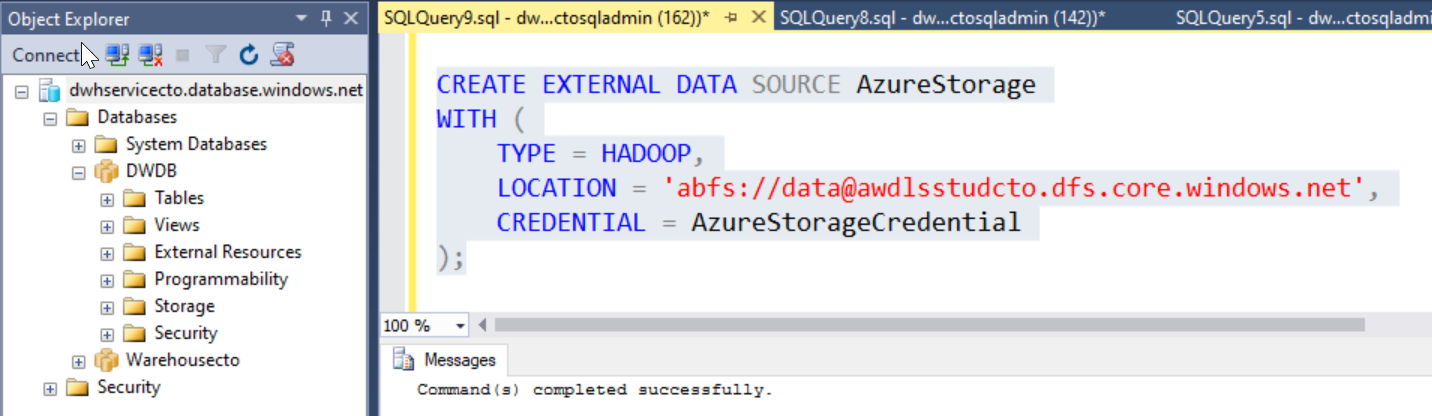 Object Explorer
Connect
dwhservicecto.database.windows.net
Databases
System Databases
DWDB
Tables
Views
External Resources
Programmability
Storage
Security
Warehousecto
Security
SQLQuery9.sql - dw...ctosqladmin (162))*
SQLQuery8.sql - dw...ctosqladmin (142))*
SQLQuery5.sql - dw...ctosqladmi
CREATE EXTERNAL DATA SOURCE AzureStorage
WITH (
TYPE = HADOOP,
LOCATION = 'abfs://data@awdlsstudcto.dfs.core.windows.net',
CREDENTIAL = AzureStorageCredential
);
100 %
Messages
Command(s) completed successfully.